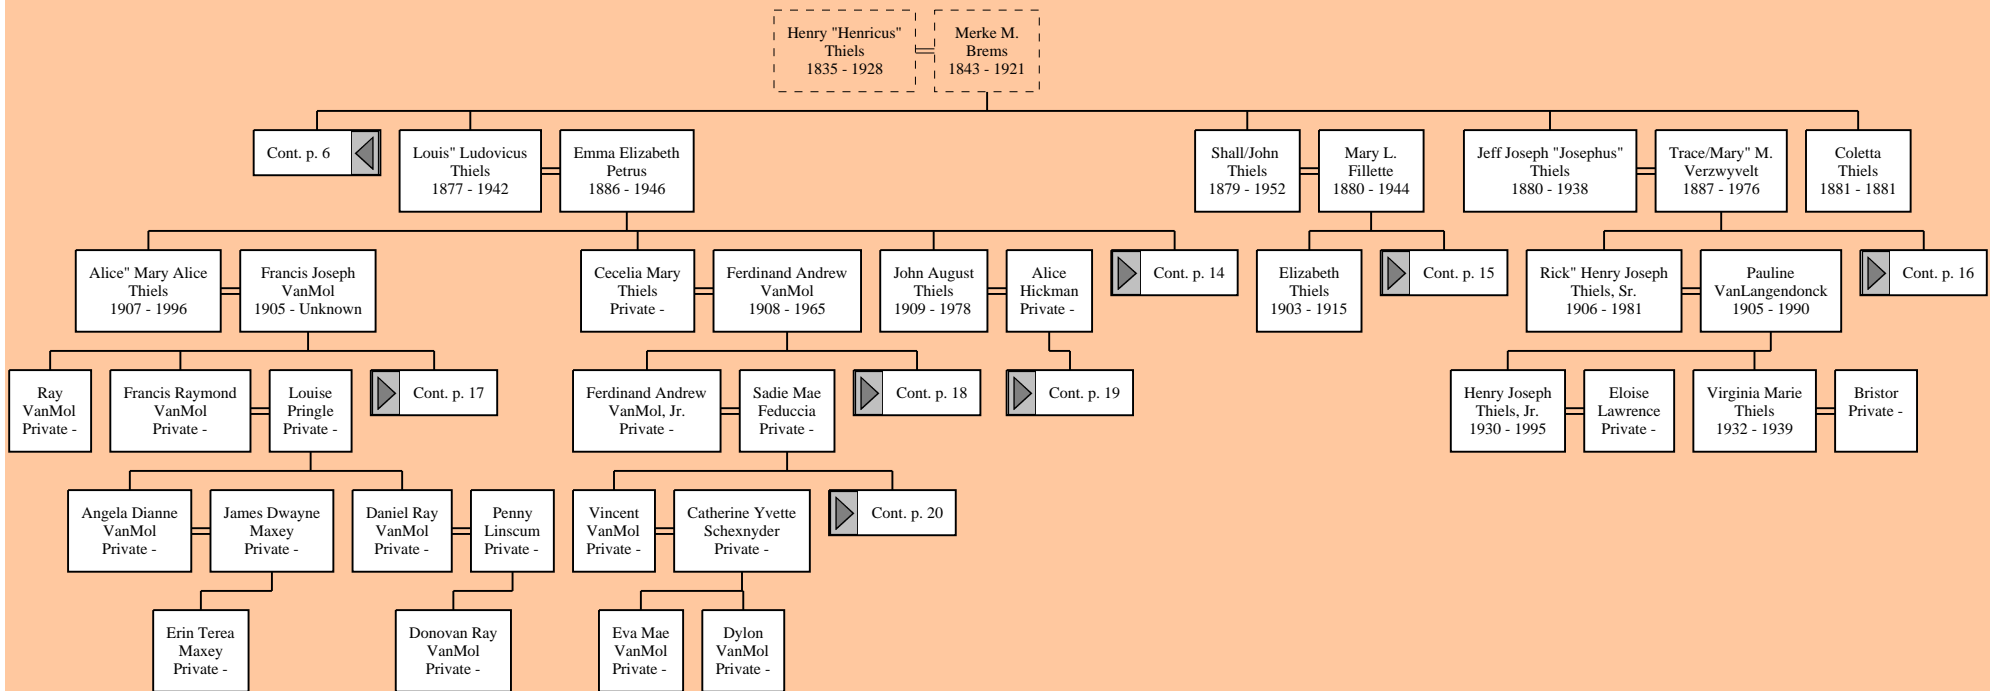 Henry "Henricus"
Thiels
1835 - 1928
Merke M.
Brems
1843 - 1921
Cont. p. 6
Louis" Ludovicus
Thiels
1877 - 1942
Emma Elizabeth
Petrus
1886 - 1946
Shall/John
Thiels
1879 - 1952
Mary L.
Fillette
1880 - 1944
Jeff Joseph "Josephus"
Thiels
1880 - 1938
Trace/Mary" M.
Verzwyvelt
1887 - 1976
Coletta
Thiels
1881 - 1881
Alice" Mary Alice
Thiels
1907 - 1996
Francis Joseph
VanMol
1905 - Unknown
Cecelia Mary
Thiels
Private -
Ferdinand Andrew
VanMol
1908 - 1965
John August
Thiels
1909 - 1978
Alice
Hickman
Private -
Cont. p. 14
Elizabeth
Thiels
1903 - 1915
Cont. p. 15
Rick" Henry Joseph
Thiels, Sr.
1906 - 1981
Pauline
VanLangendonck
1905 - 1990
Cont. p. 16
Ray
VanMol
Private -
Francis Raymond
VanMol
Private -
Louise
Pringle
Private -
Cont. p. 17
Ferdinand Andrew
VanMol, Jr.
Private -
Sadie Mae
Feduccia
Private -
Cont. p. 18
Cont. p. 19
Henry Joseph
Thiels, Jr.
1930 - 1995
Eloise
Lawrence
Private -
Virginia Marie
Thiels
1932 - 1939
Bristor
Private -
Angela Dianne
VanMol
Private -
James Dwayne
Maxey
Private -
Daniel Ray
VanMol
Private -
Penny
Linscum
Private -
Vincent
VanMol
Private -
Catherine Yvette
Schexnyder
Private -
Cont. p. 20
Erin Terea
Maxey
Private -
Donovan Ray
VanMol
Private -
Eva Mae
VanMol
Private -
Dylon
VanMol
Private -